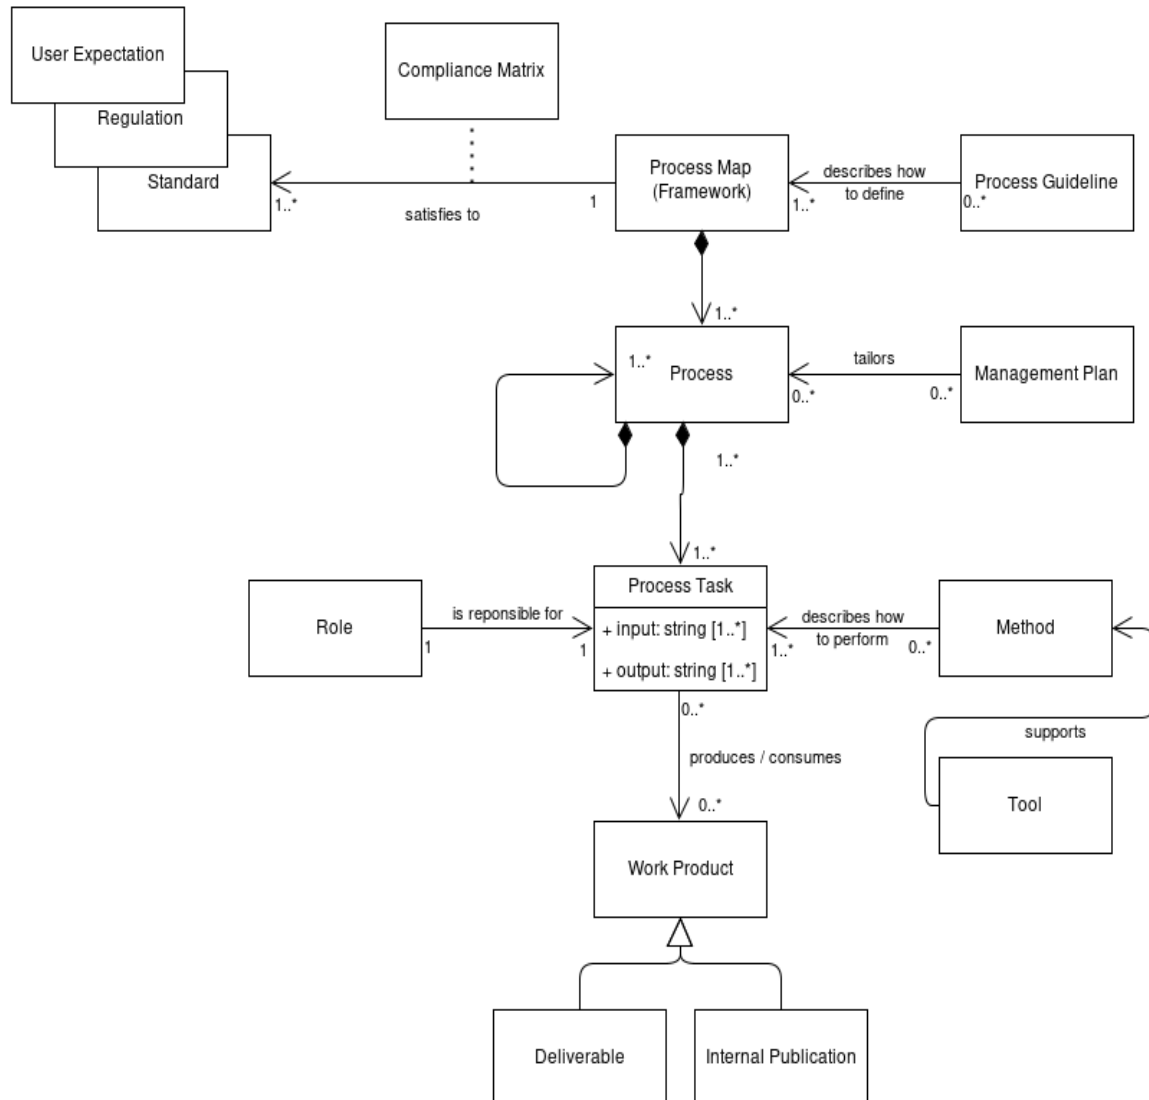 User Expectation
Regulation
Standard
Compliance Matrix
Process Map
(Framework)
Process Guideline
describes how
to define
1..*
0..*
1..*
1
satisfies to
1..*
Process
1..*
tailors
0..*
0..*
Management Plan
1..*
1..*
Role
is reponsible for
1
1
Process Task
+ input: string [1..*]
+ output: string [1..*]
describes how
to perform
1..*
0..*
Method
0..*
supports
produces / consumes
Tool
0..*
Work Product
Deliverable
Internal Publication